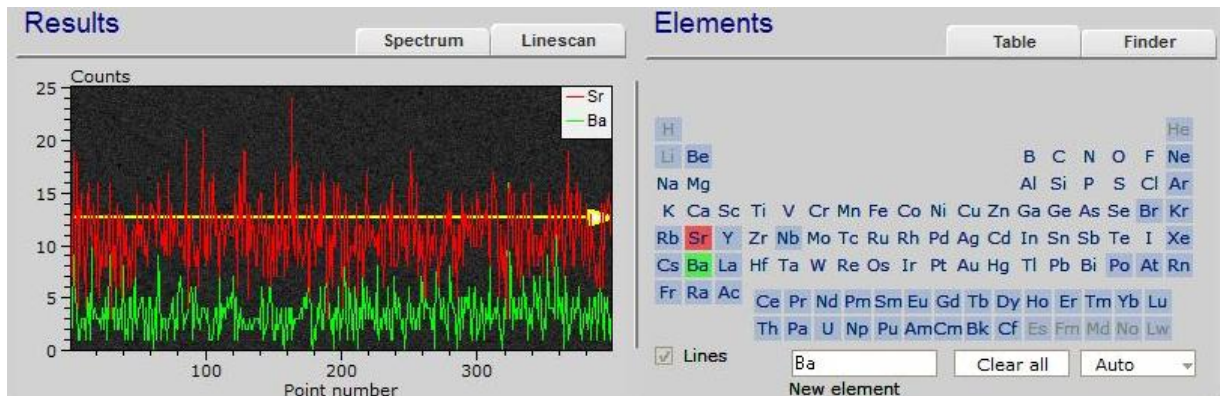 Results
Spectrum Linescan
Counts
25
20
15
10
5
0
100 200 300
Point number
Sr
Ba
Elements
Table Finder
H He
Li Be B C N O F Ne
Na Mg Al Si P S Cl Ar
K Ca Sc Ti V Cr Mn Fe Co Ni Cu Zn Ga Ge As Se Br Kr
Rb Sr Y Zr Nb Mo Tc Ru Rh Pd Ag Cd In Sn Sb Te I Xe
Cs Ba La Hf Ta W Re Os Ir Pt Au Hg Tl Pb Bi Po At Rn
Fr Ra Ac Ce Pr Nd Pm Sm Eu Gd Tb Dy Ho Er Tm Yb Lu
Th Pa U Np Pu Am Cm Bk Cf Es Fm Md No Lw
Lines Ba Clear all Auto
New element